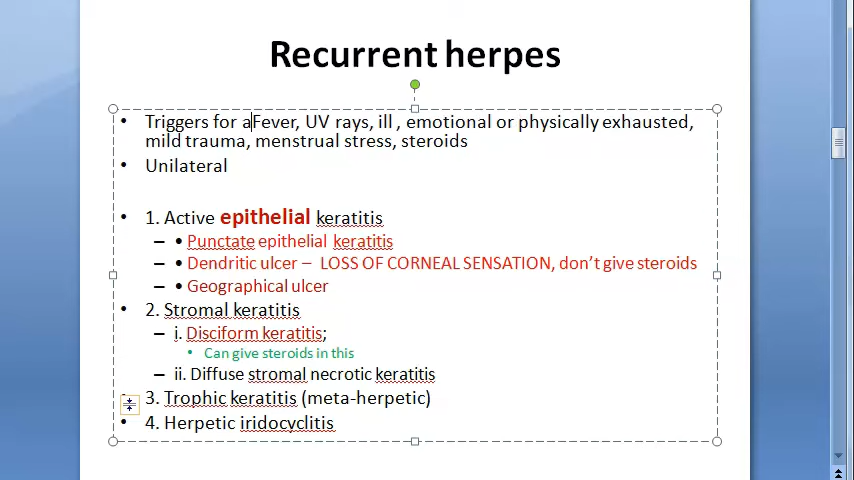 Recurrent herpes
• Triggers for aFever, UV rays, ill , emotional or physically exhausted,
mild trauma, menstrual stress, steroids
• Unilateral
• 1. Active epithelial keratitis
– • Punctate epithelial keratitis
– • Dendritic ulcer – LOSS OF CORNEAL SENSATION, don't give steroids
– • Geographical ulcer
• 2. Stromal keratitis
– i. Disciform keratitis;
• Can give steroids in this
– ii. Diffuse stromal necrotic keratitis
• 3. Trophic keratitis (meta-herpetic)
• 4. Herpetic iridocyclitis